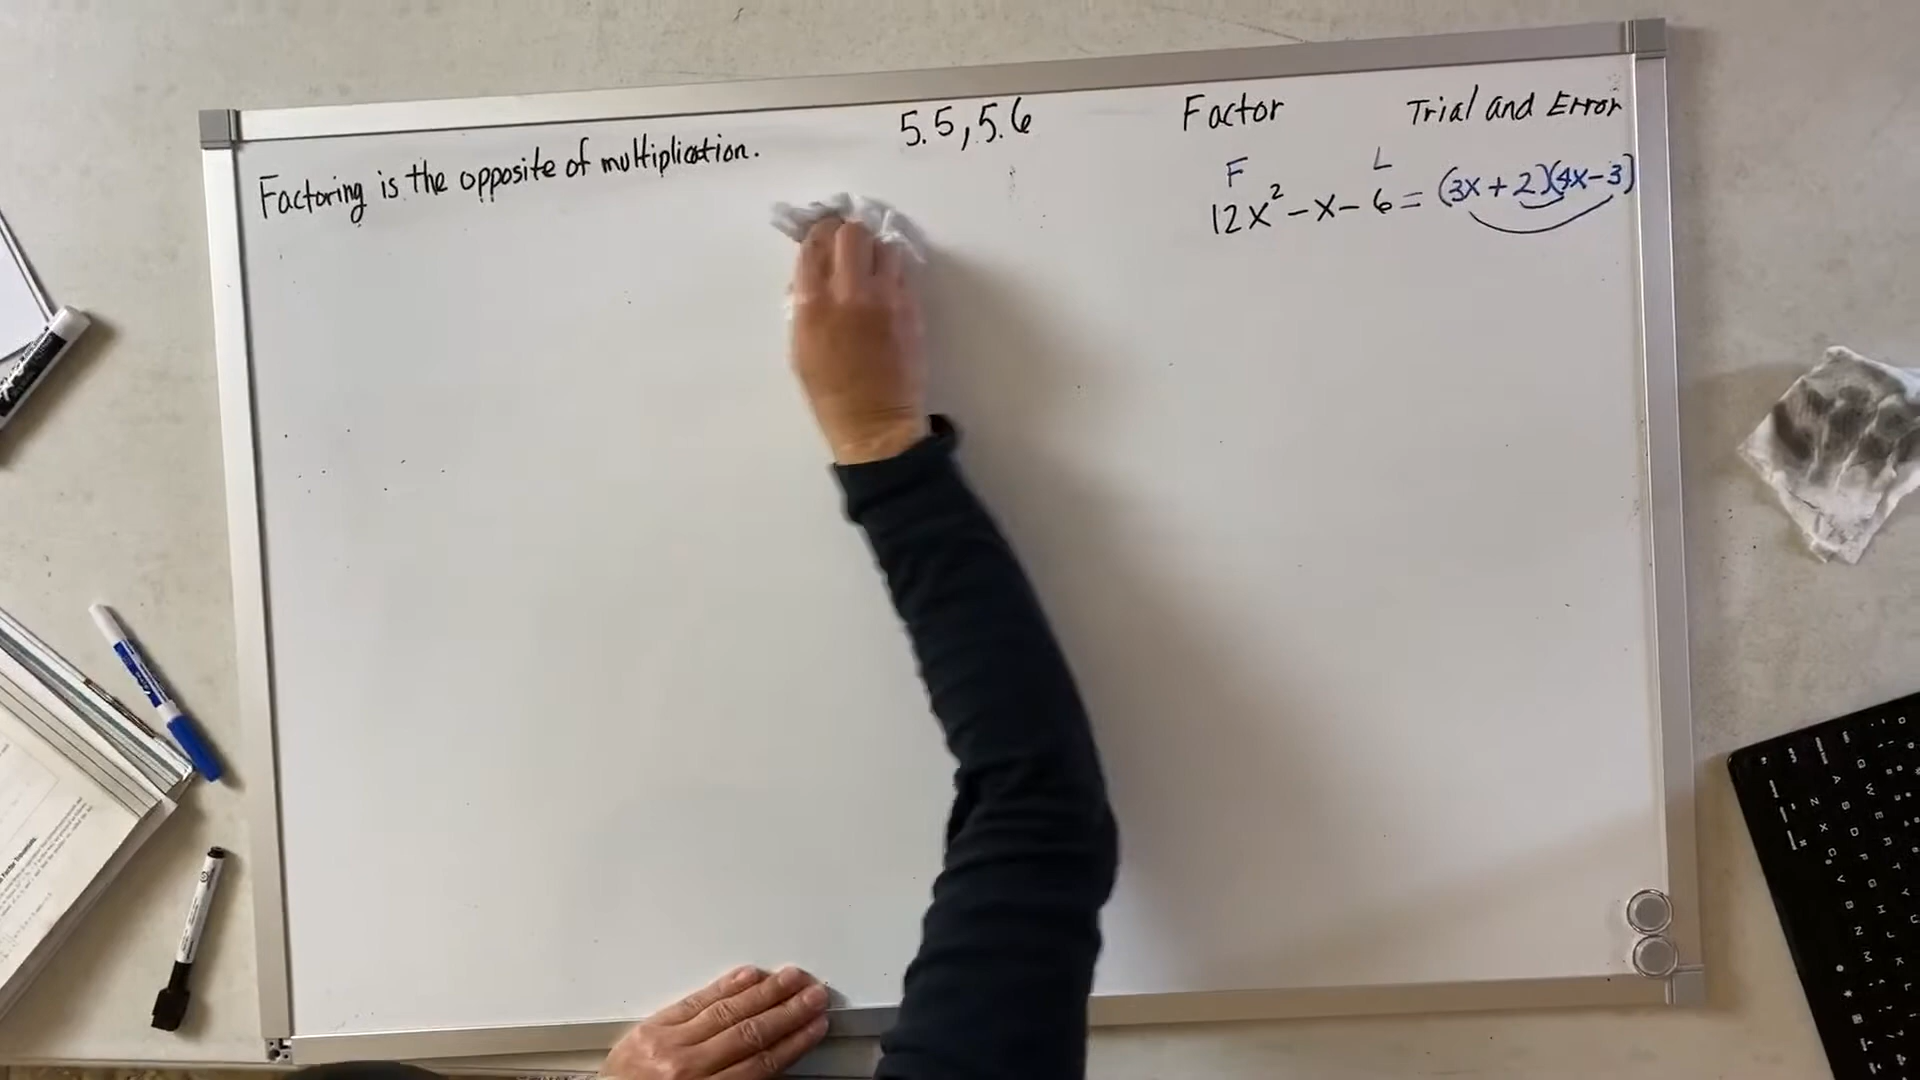 Factoring is the opposite of multiplication.
5.5, 5.6
Factor
Trial and Error
F L
12x² - x - 6 = (3x + 2)(4x - 3)